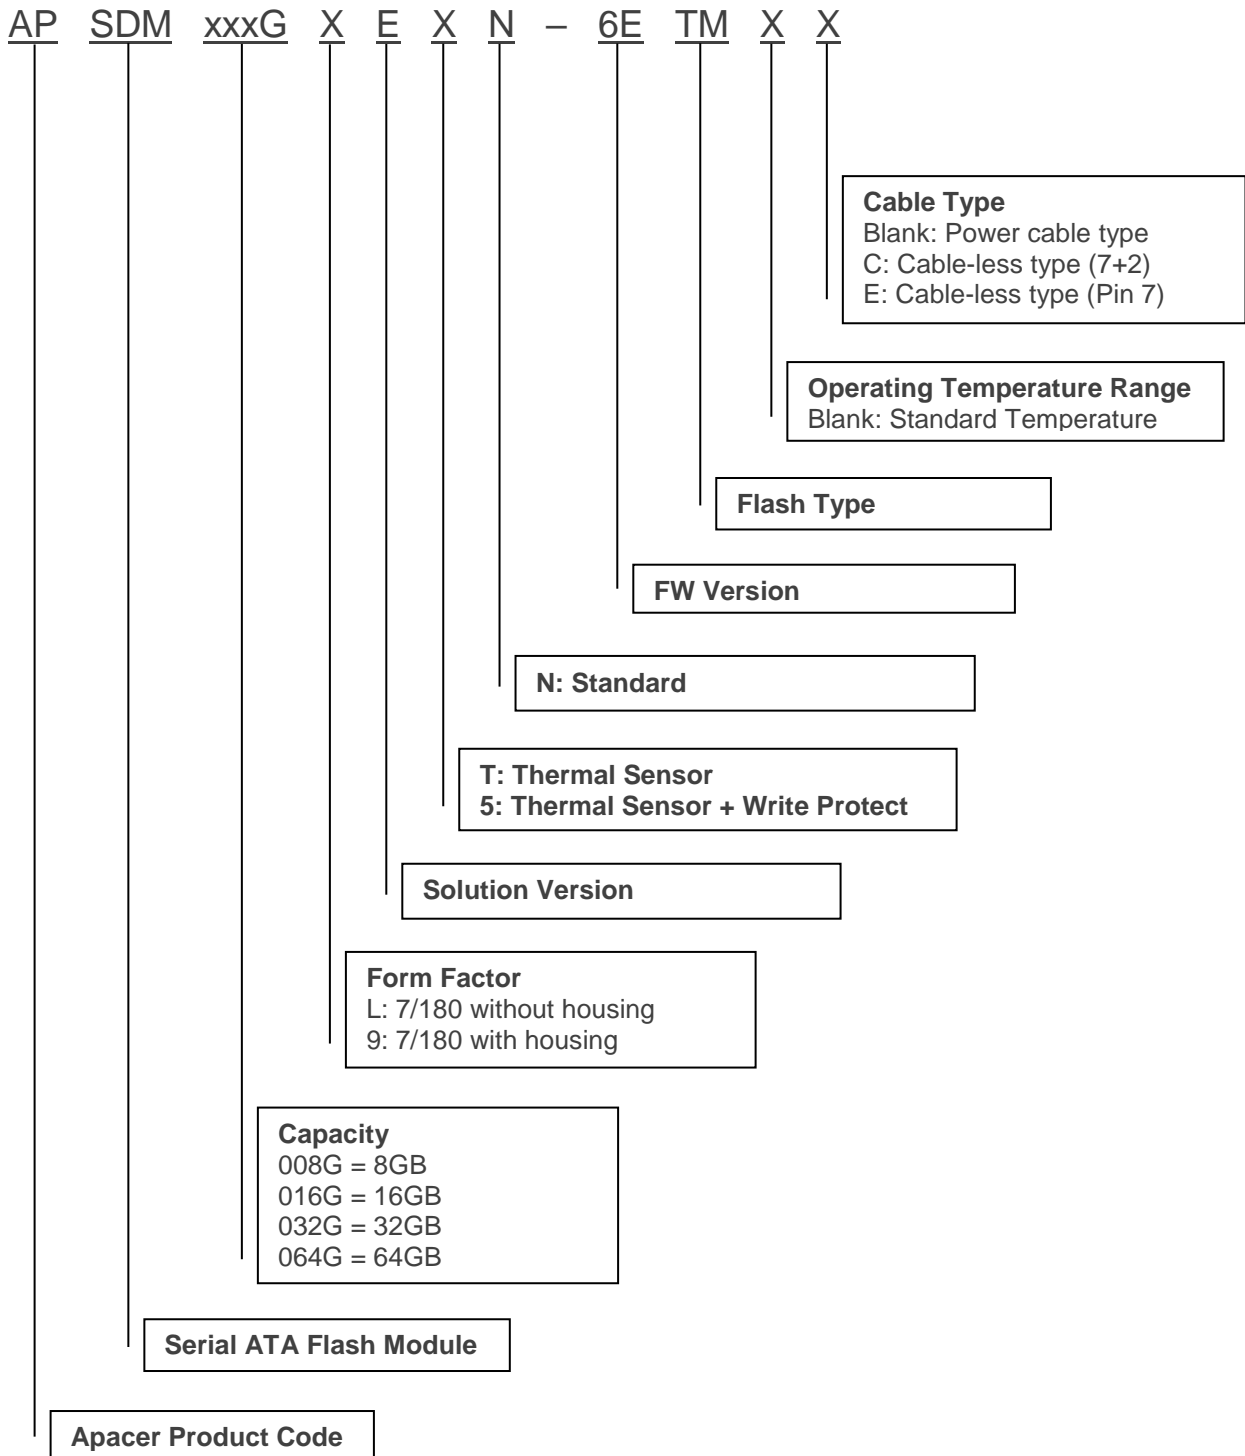 AP SDM xxxG X E X N – 6E TM X X
Cable Type
Blank: Power cable type
C: Cable-less type (7+2)
E: Cable-less type (Pin 7)
Operating Temperature Range
Blank: Standard Temperature
Flash Type
FW Version
N: Standard
T: Thermal Sensor
5: Thermal Sensor + Write Protect
Solution Version
Form Factor
L: 7/180 without housing
9: 7/180 with housing
Capacity
008G = 8GB
016G = 16GB
032G = 32GB
064G = 64GB
Serial ATA Flash Module
Apacer Product Code